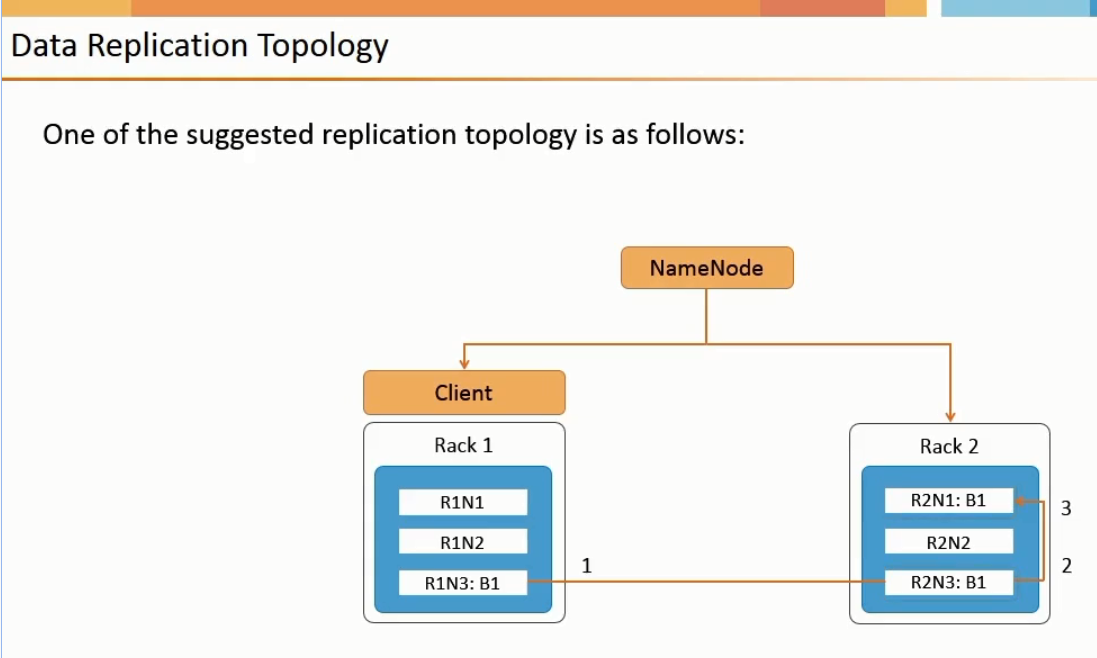 Data Replication Topology
One of the suggested replication topology is as follows:
NameNode
Client
Rack 1
R1N1
R1N2
R1N3: B1
1
Rack 2
R2N1: B1
R2N2
R2N3: B1
3
2